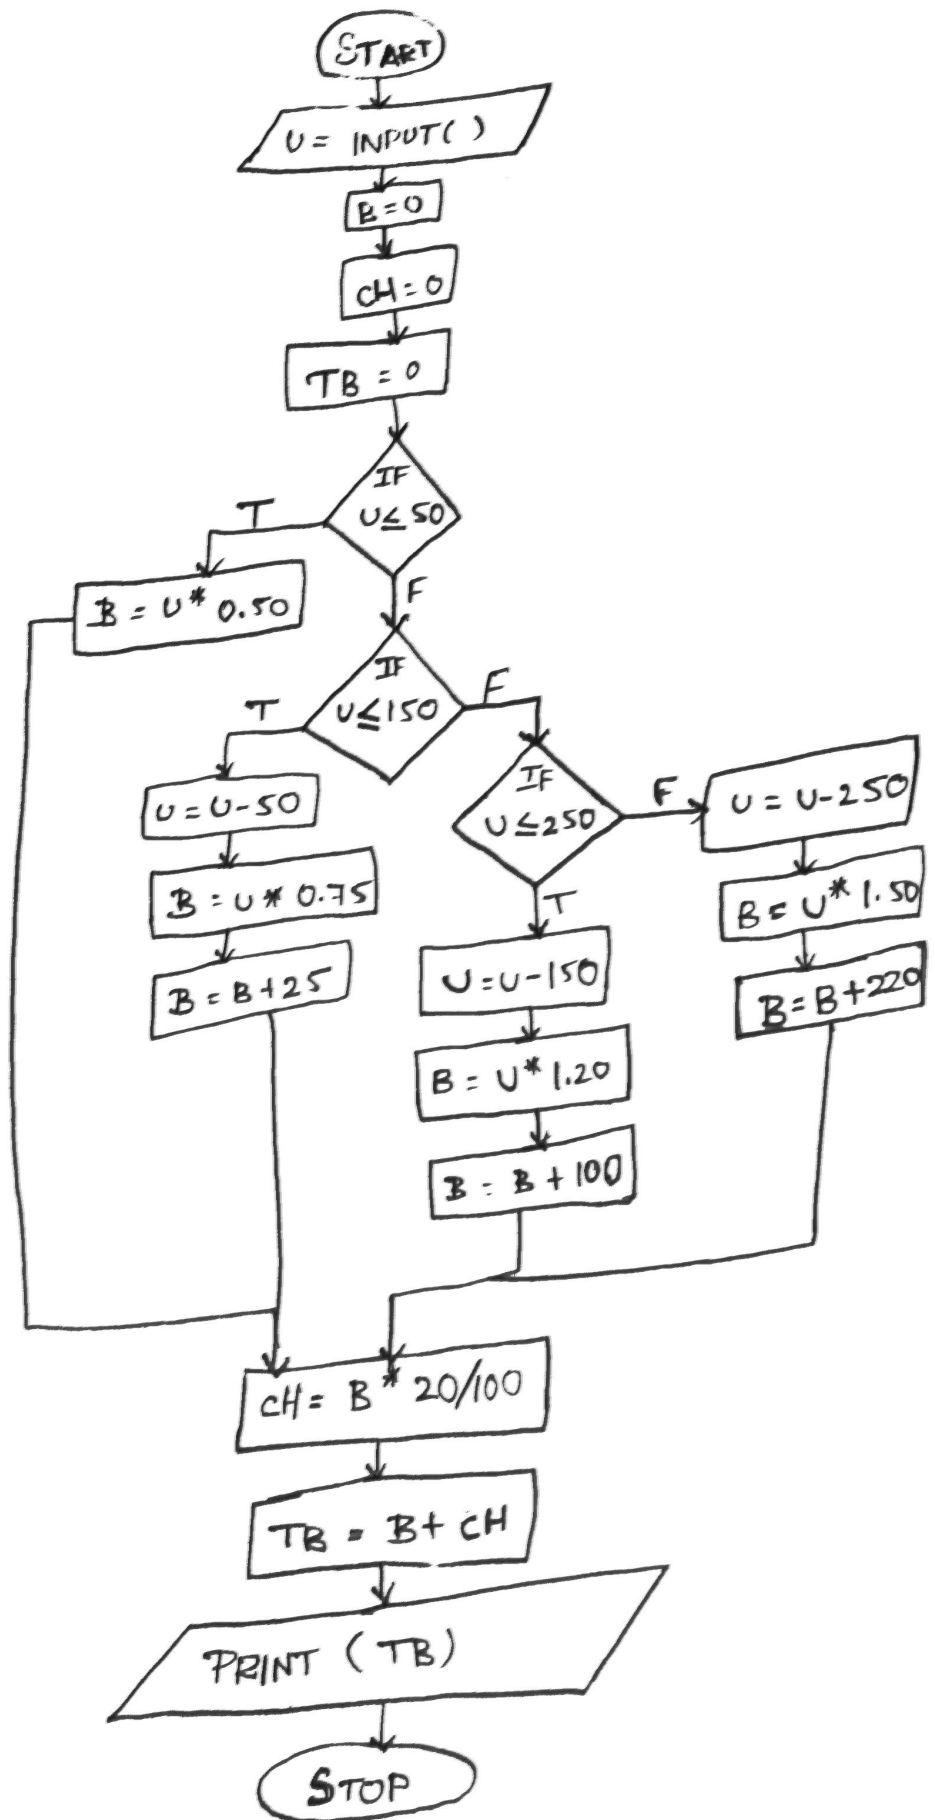 START
U = INPUT( )
B = 0
CH = 0
TB = 0
IF
U ≤ 50
T
F
B = U * 0.50
IF
U ≤ 150
T
F
U = U - 50
B = U * 0.75
B = B + 25
IF
U ≤ 250
F
T
U = U - 150
B = U * 1.20
B = B + 100
U = U - 250
B = U * 1.50
B = B + 220
CH = B * 20/100
TB = B + CH
PRINT (TB)
STOP